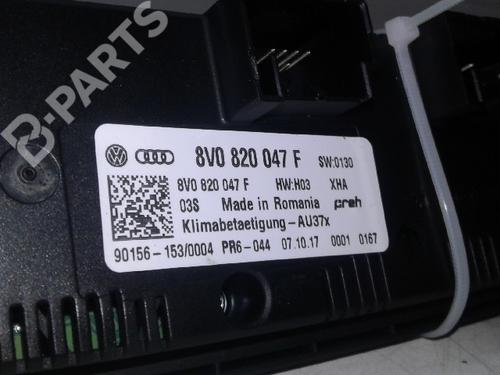 B-PARTS
8V0 820 047 F SW:0130
8V0 820 047 F HW:H03 XHA
03S Made in Romania preh
Klimabetaetigung-AU37x
90156-153/0004 PR6-044 07.10.17 0001 0167